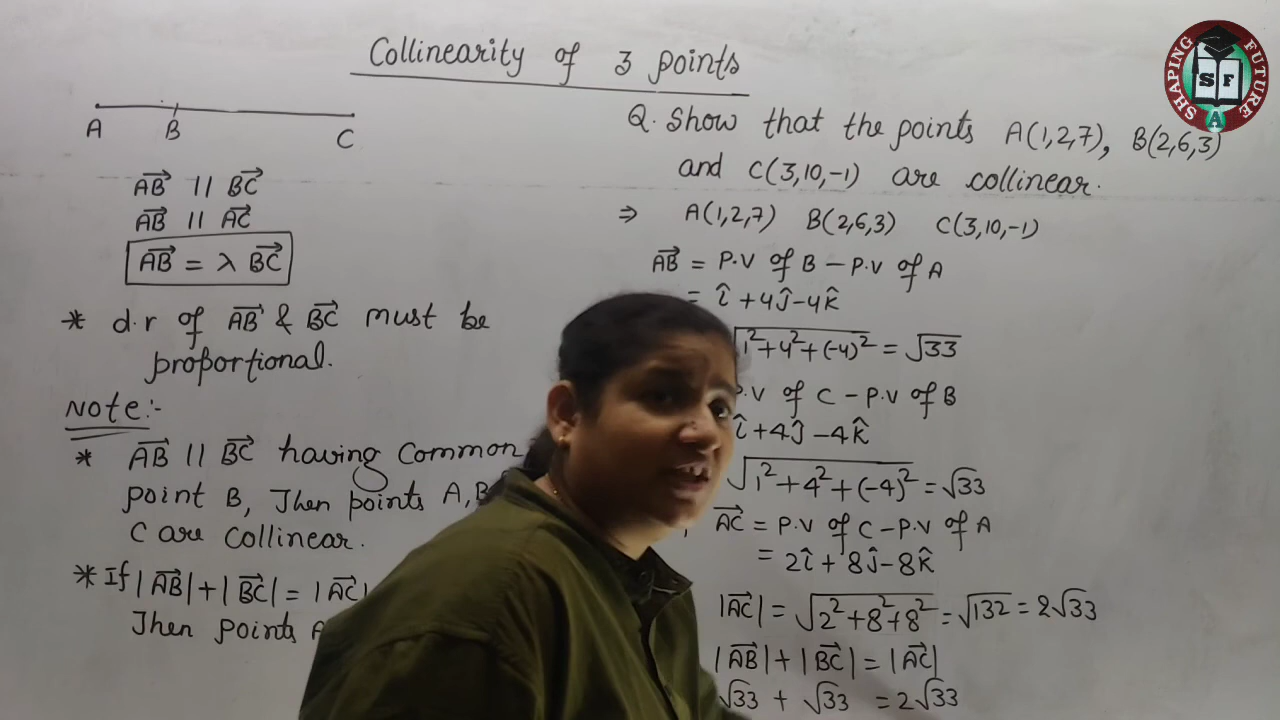 Collinearity of 3 points
A B C
AB⃗ || BC⃗
AB⃗ || AC⃗
AB⃗ = λ BC⃗
* d.r of AB⃗ & BC⃗ must be
proportional.
Note:-
* AB⃗ || BC⃗ having common
point B, Then points A, B
C are collinear.
* If |AB⃗| + |BC⃗| = |AC⃗|
Then points A
Q. Show that the points A(1,2,7), B(2,6,3)
and C(3,10,-1) are collinear.
⇒ A(1,2,7) B(2,6,3) C(3,10,-1)
AB⃗ = P.V of B - P.V of A
= î + 4ĵ - 4k̂
√1²+4²+(-4)² = √33
P.V of C - P.V of B
î + 4ĵ - 4k̂
√1²+4²+(-4)² = √33
, AC⃗ = P.V of C - P.V of A
= 2î + 8ĵ - 8k̂
|AC⃗| = √2²+8²+8² = √132 = 2√33
|AB⃗| + |BC⃗| = |AC⃗|
√33 + √33 = 2√33
SHAPING FUTURE
S F
A